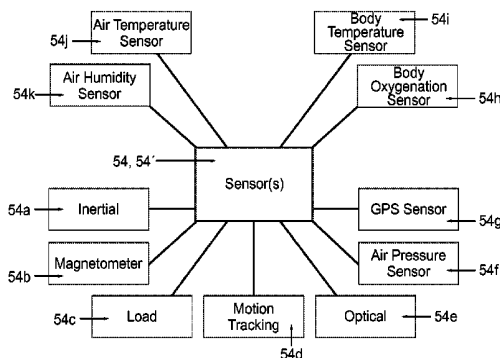 Air Temperature
Sensor
54j
Body
Temperature
Sensor
54i
Air Humidity
Sensor
54k
Body
Oxygenation
Sensor
54h
54, 54´
Sensor(s)
54a
Inertial
GPS Sensor
54g
54b
Magnetometer
Air Pressure
Sensor
54f
54c
Load
Motion
Tracking
54d
Optical
54e